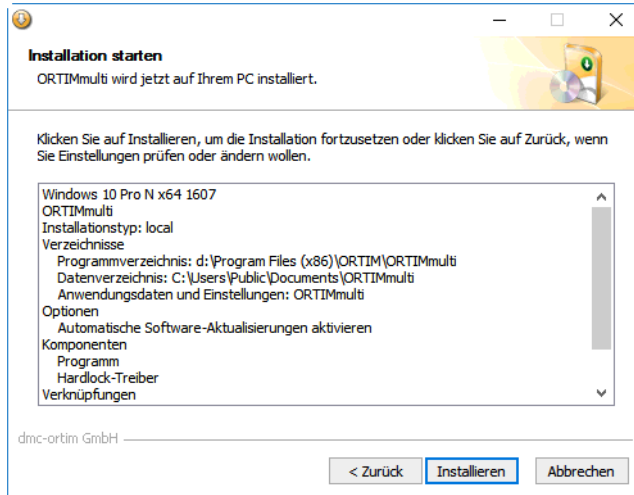 Installation starten
ORTIMmulti wird jetzt auf Ihrem PC installiert.
Klicken Sie auf Installieren, um die Installation fortzusetzen oder klicken Sie auf Zurück, wenn
Sie Einstellungen prüfen oder ändern wollen.
Windows 10 Pro N x64 1607
ORTIMmulti
Installationstyp: local
Verzeichnisse
Programmverzeichnis: d:\Program Files (x86)\ORTIM\ORTIMmulti
Datenverzeichnis: C:\Users\Public\Documents\ORTIMmulti
Anwendungsdaten und Einstellungen: ORTIMmulti
Optionen
Automatische Software-Aktualisierungen aktivieren
Komponenten
Programm
Hardlock-Treiber
Verknüpfungen
dmc-ortim GmbH
< Zurück Installieren Abbrechen